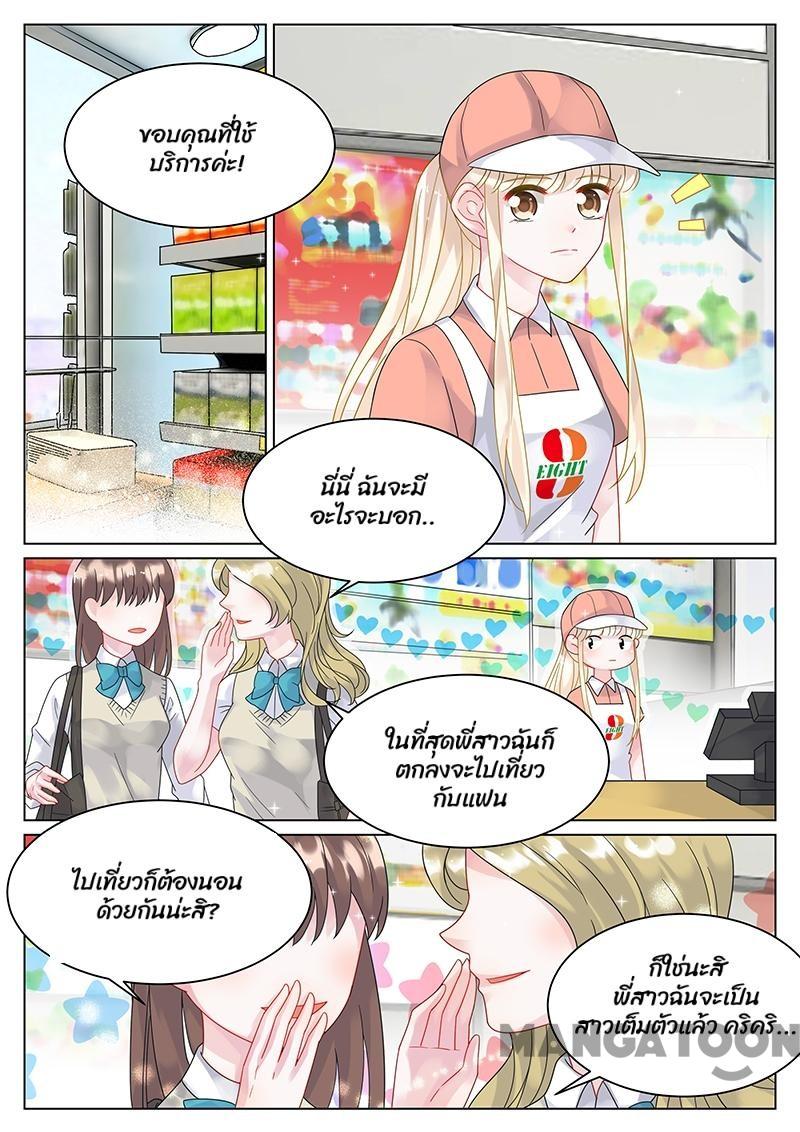 ขอบคุณที่ใช้
บริการค่ะ!
9
EIGHT
นี่นี่ ฉันจะมี
อะไรจะบอก..
9
EIGHT
ในที่สุดพี่สาวฉันก็
ตกลงจะไปเที่ยว
กับแฟน
ไปเที่ยวก็ต้องนอน
ด้วยกันน่ะสิ?
ก็ใช่นะสิ
พี่สาวฉันจะเป็น
สาวเต็มตัวแล้ว คริคริ...
MANGATOON